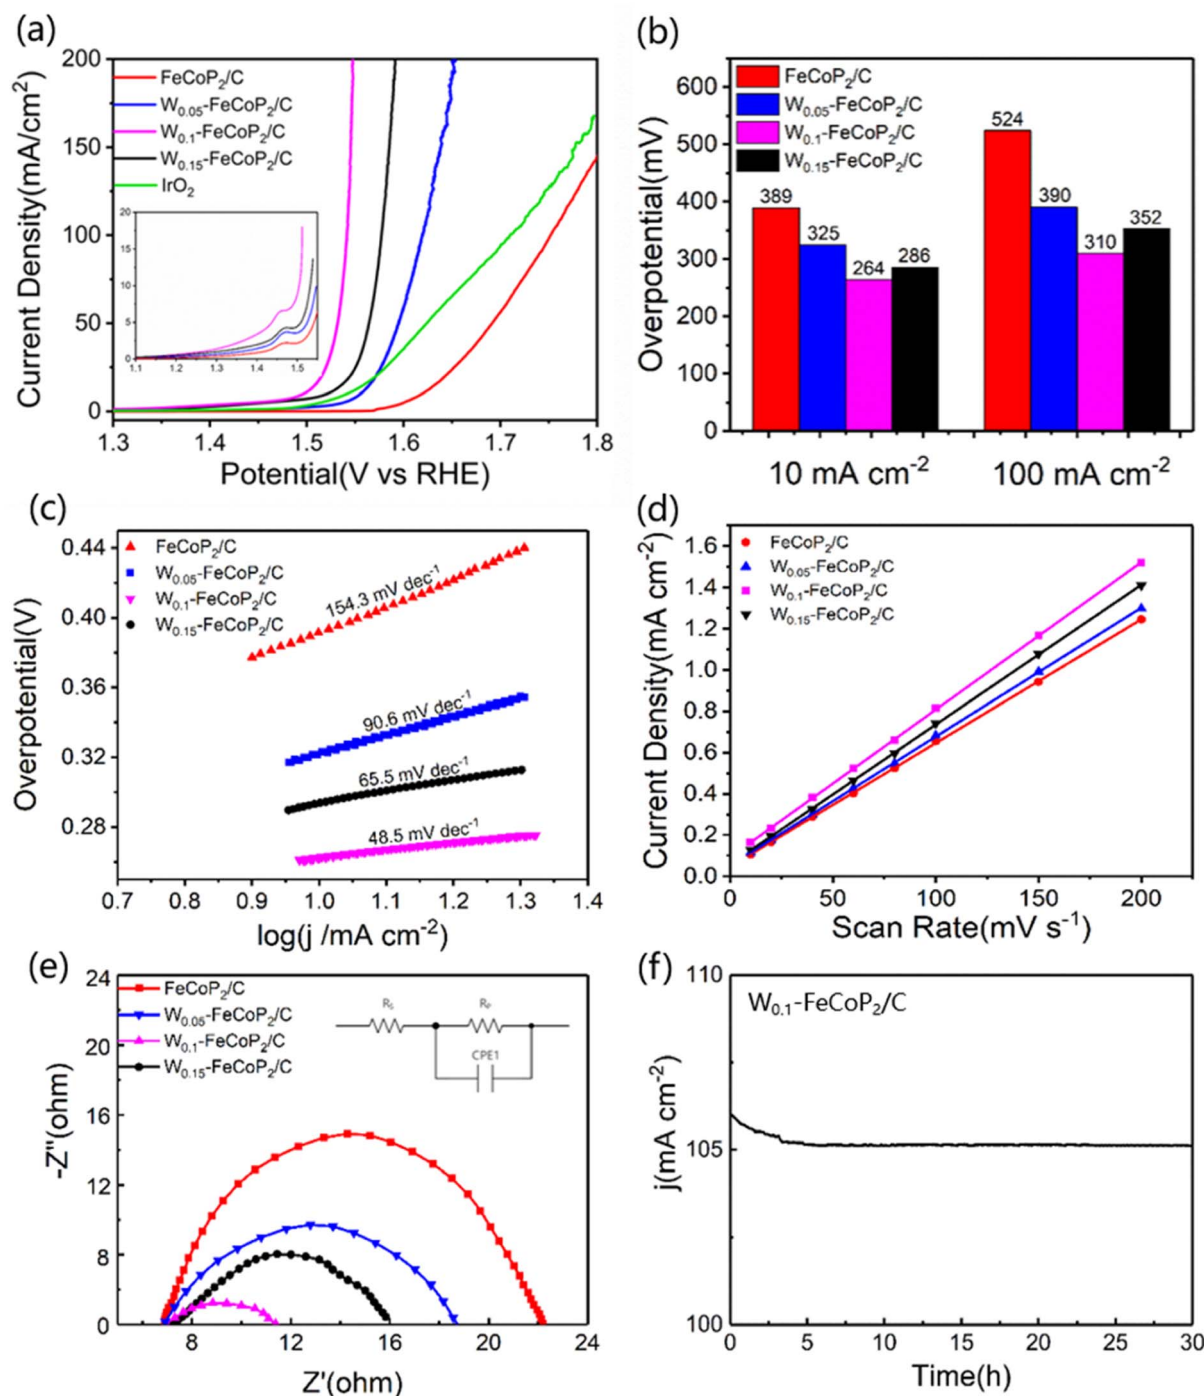 (a)
FeCoP₂/C
W₀.₀₅-FeCoP₂/C
W₀.₁-FeCoP₂/C
W₀.₁₅-FeCoP₂/C
IrO₂
200
150
100
50
0
Current Density(mA/cm²)
20
15
10
5
0
1.1 1.2 1.3 1.4 1.5
1.3 1.4 1.5 1.6 1.7 1.8
Potential(V vs RHE)
(b)
FeCoP₂/C
W₀.₀₅-FeCoP₂/C
W₀.₁-FeCoP₂/C
W₀.₁₅-FeCoP₂/C
600
500
400
300
200
100
000
Overpotential(mV)
389
325
264
286
524
390
310
352
10 mA cm⁻²
100 mA cm⁻²
(c)
FeCoP₂/C
W₀.₀₅-FeCoP₂/C
W₀.₁-FeCoP₂/C
W₀.₁₅-FeCoP₂/C
0.44
0.40
0.36
0.32
0.28
Overpotential(V)
154.3 mV dec⁻¹
90.6 mV dec⁻¹
65.5 mV dec⁻¹
48.5 mV dec⁻¹
0.7 0.8 0.9 1.0 1.1 1.2 1.3 1.4
log(j /mA cm⁻²)
(d)
FeCoP₂/C
W₀.₀₅-FeCoP₂/C
W₀.₁-FeCoP₂/C
W₀.₁₅-FeCoP₂/C
1.6
1.4
1.2
1.0
0.8
0.6
0.4
0.2
0.0
Current Density(mA cm⁻²)
0 50 100 150 200
Scan Rate(mV s⁻¹)
(e)
FeCoP₂/C
W₀.₀₅-FeCoP₂/C
W₀.₁-FeCoP₂/C
W₀.₁₅-FeCoP₂/C
Rₛ
Rₚ
CPE1
24
20
16
12
8
4
0
-Z"(ohm)
8 12 16 20 24
Z'(ohm)
(f)
W₀.₁-FeCoP₂/C
110
105
100
j(mA cm⁻²)
0 5 10 15 20 25 30
Time(h)